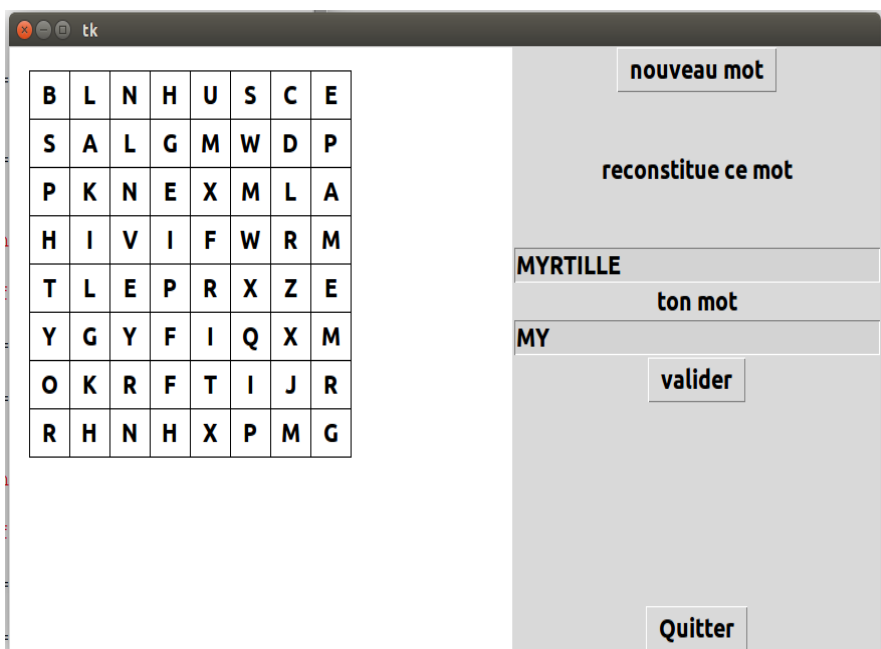 tk
B L N H U S C E
S A L G M W D P
P K N E X M L A
H I V I F W R M
T L E P R X Z E
Y G Y F I Q X M
O K R F T I J R
R H N H X P M G
nouveau mot
reconstitue ce mot
MYRTILLE
ton mot
MY
valider
Quitter